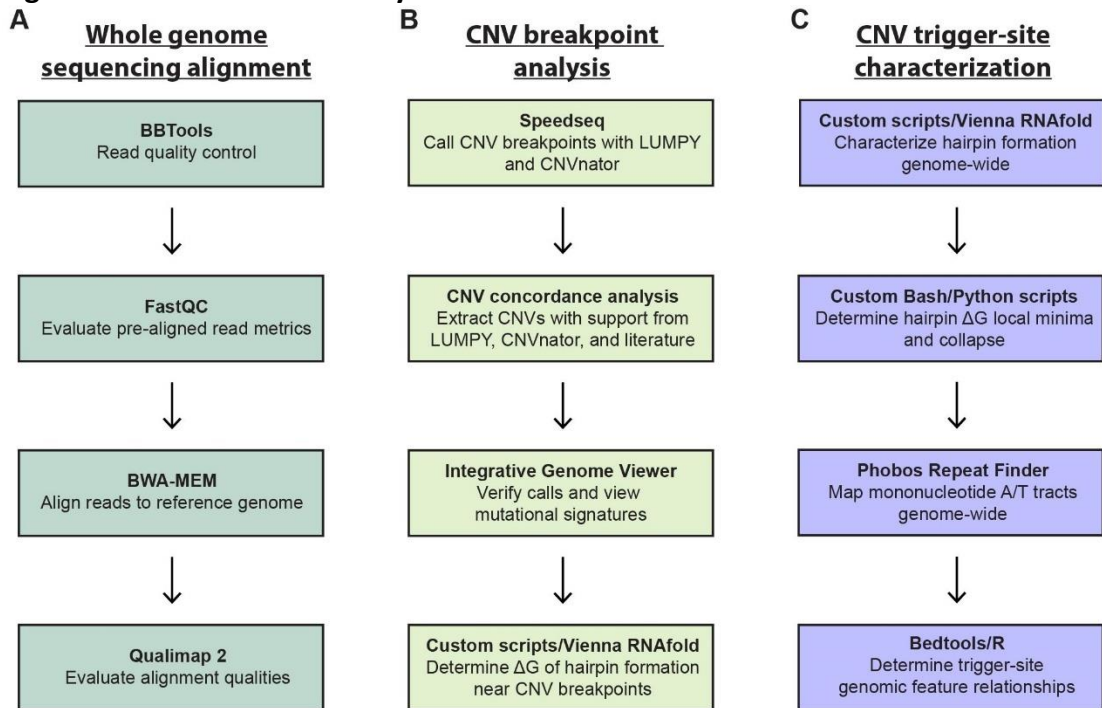 A
Whole genome
sequencing alignment
BBTools
Read quality control
FastQC
Evaluate pre-aligned read metrics
BWA-MEM
Align reads to reference genome
Qualimap 2
Evaluate alignment qualities
B
CNV breakpoint
analysis
Speedseq
Call CNV breakpoints with LUMPY
and CNVnator
CNV concordance analysis
Extract CNVs with support from
LUMPY, CNVnator, and literature
Integrative Genome Viewer
Verify calls and view
mutational signatures
Custom scripts/Vienna RNAfold
Determine ΔG of hairpin formation
near CNV breakpoints
C
CNV trigger-site
characterization
Custom scripts/Vienna RNAfold
Characterize hairpin formation
genome-wide
Custom Bash/Python scripts
Determine hairpin ΔG local minima
and collapse
Phobos Repeat Finder
Map mononucleotide A/T tracts
genome-wide
Bedtools/R
Determine trigger-site
genomic feature relationships